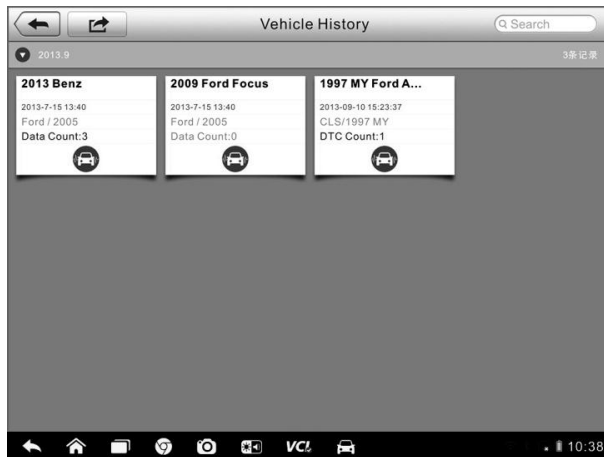 Vehicle History
Search
2013.9
3条记录
2013 Benz
2013-7-15 13:40
Ford / 2005
Data Count:3
2009 Ford Focus
2013-7-15 13:40
Ford / 2005
Data Count:0
1997 MY Ford A...
2013-09-10 15:23:37
CLS/1997 MY
DTC Count:1
VCI
10:38